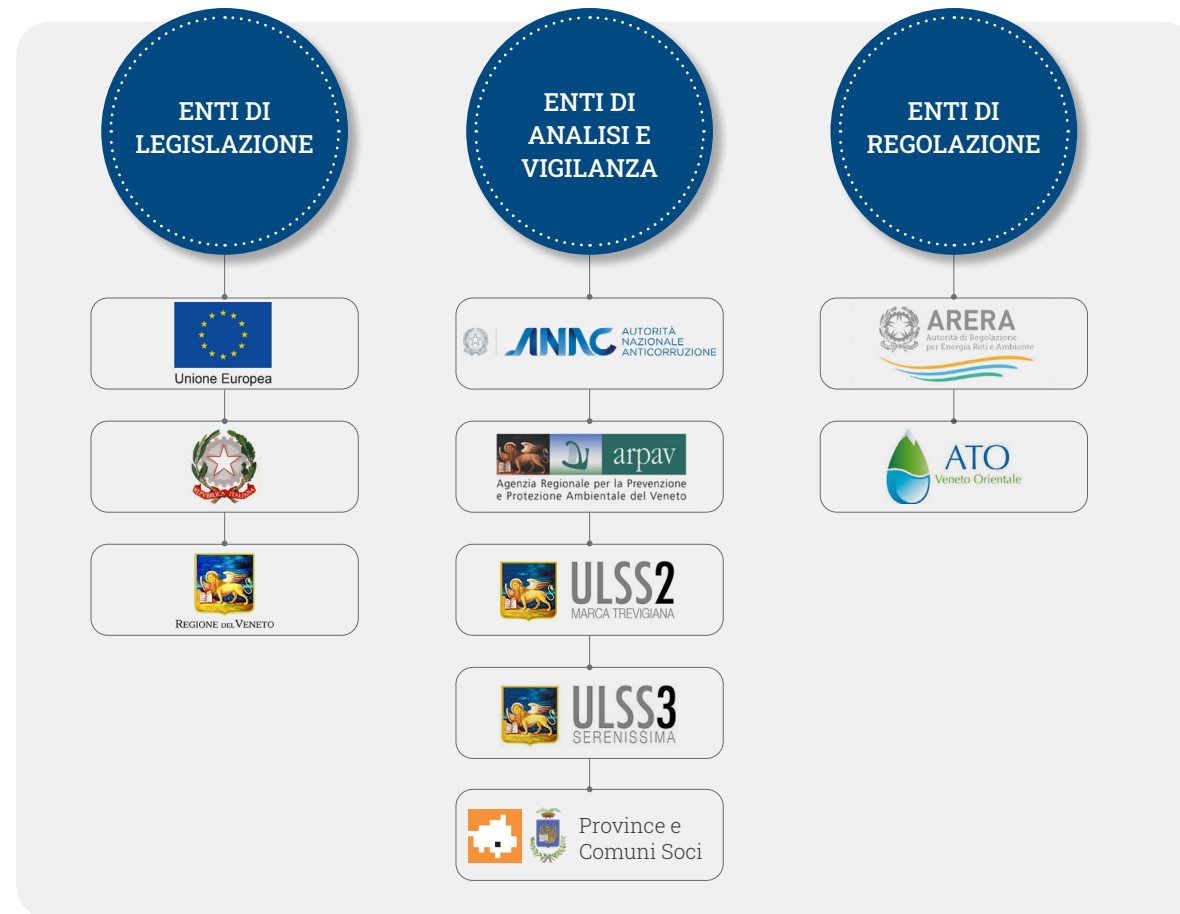 ENTI DI
LEGISLAZIONE
Unione Europea
REPVBBLICA ITALIANA
REGIONE DEL VENETO
ENTI DI
ANALISI E
VIGILANZA
ANAC
AUTORITÀ
NAZIONALE
ANTICORRUZIONE
arpav
Agenzia Regionale per la Prevenzione
e Protezione Ambientale del Veneto
ULSS2
MARCA TREVIGIANA
ULSS3
SERENISSIMA
Province e
Comuni Soci
ENTI DI
REGOLAZIONE
ARERA
Autorità di Regolazione
per Energia Reti e Ambiente
ATO
Veneto Orientale